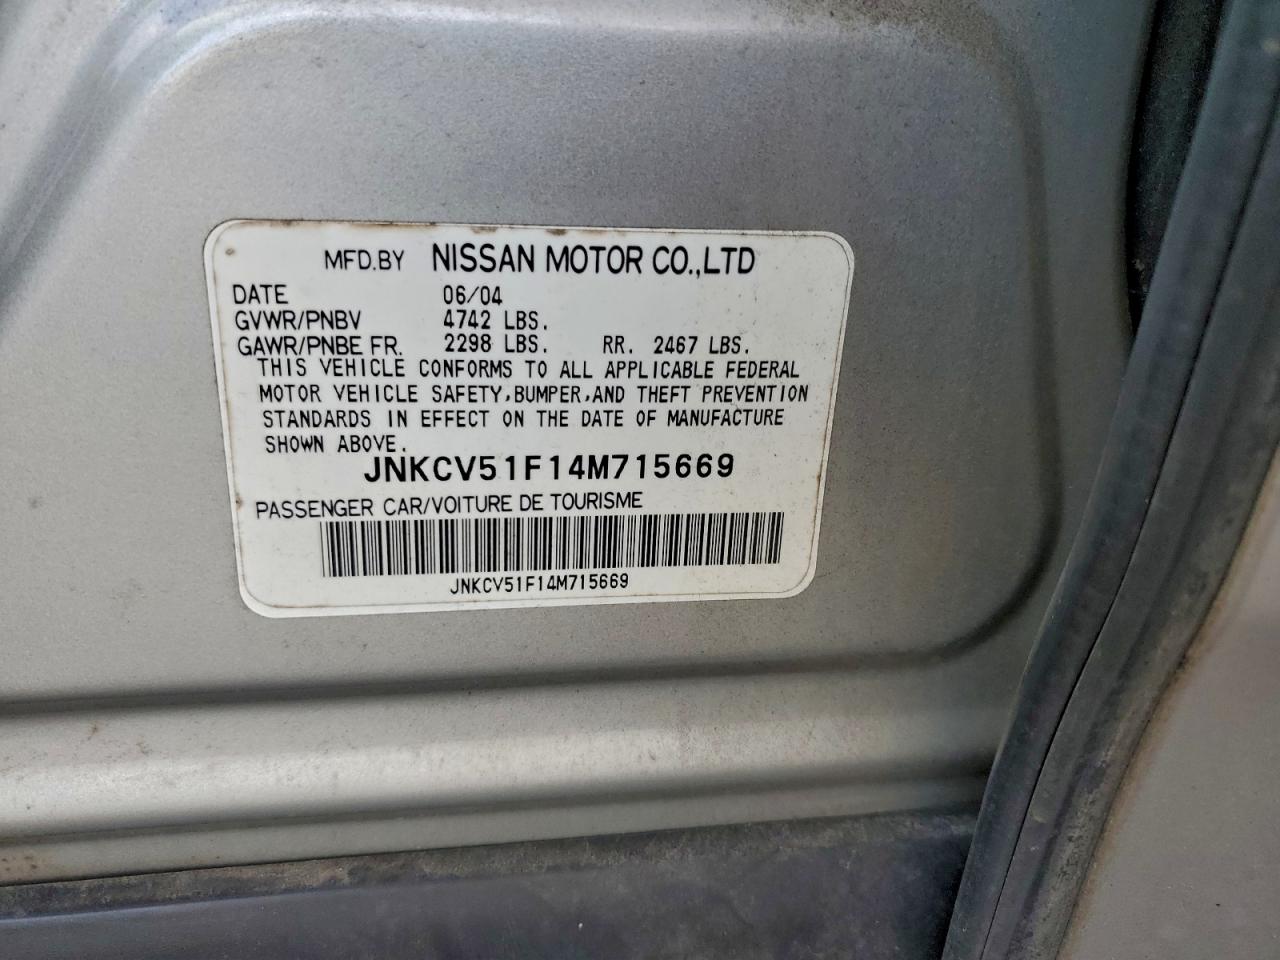 MFD.BY NISSAN MOTOR CO.,LTD
DATE 06/04
GVWR/PNBV 4742 LBS.
GAWR/PNBE FR. 2298 LBS. RR. 2467 LBS.
THIS VEHICLE CONFORMS TO ALL APPLICABLE FEDERAL
MOTOR VEHICLE SAFETY,BUMPER,AND THEFT PREVENTION
STANDARDS IN EFFECT ON THE DATE OF MANUFACTURE
SHOWN ABOVE.
JNKCV51F14M715669
PASSENGER CAR/VOITURE DE TOURISME
JNKCV51F14M715669